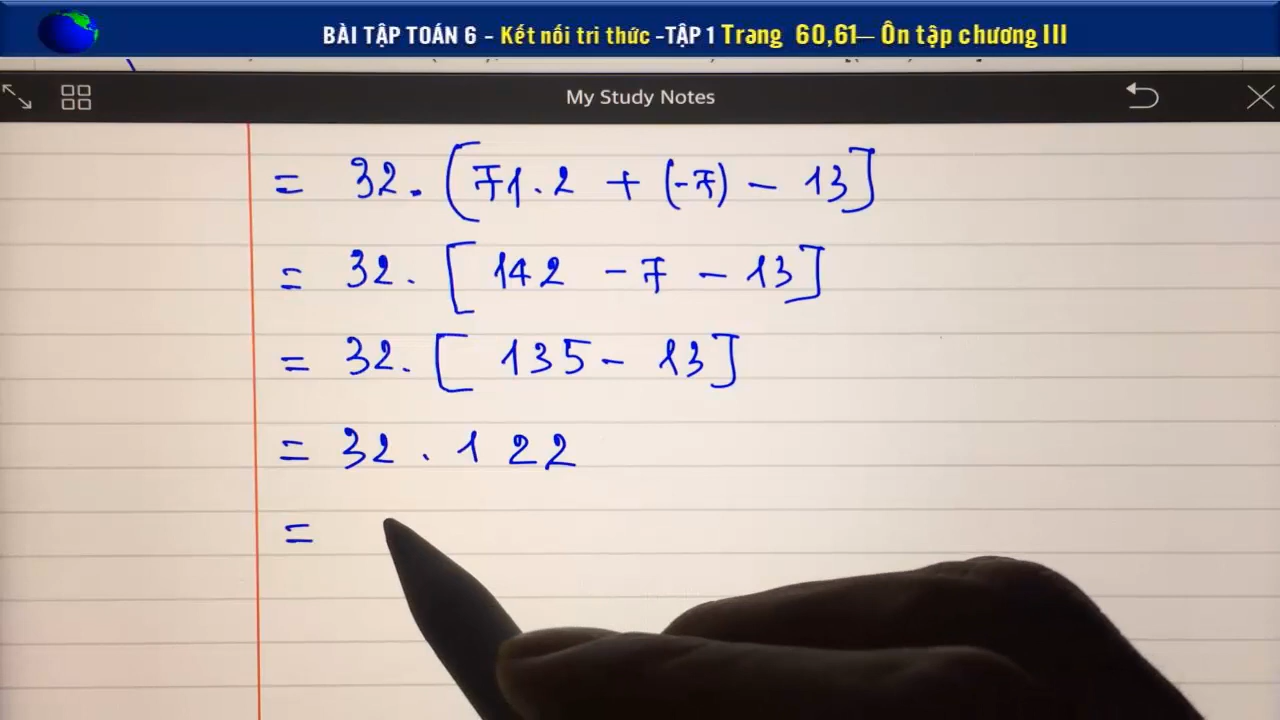 BÀI TẬP TOÁN 6 - Kết nối tri thức -TẬP 1 Trang 60,61– Ôn tập chương III
My Study Notes
= 32. [71.2 + (-7) - 13]
= 32. [142 - 7 - 13]
= 32. [135 - 13]
= 32 . 122
=